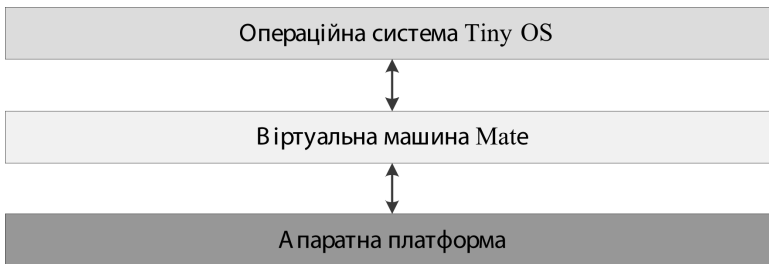 Операційна система Tiny OS
Віртуальна машина Mate
Апаратна платформа